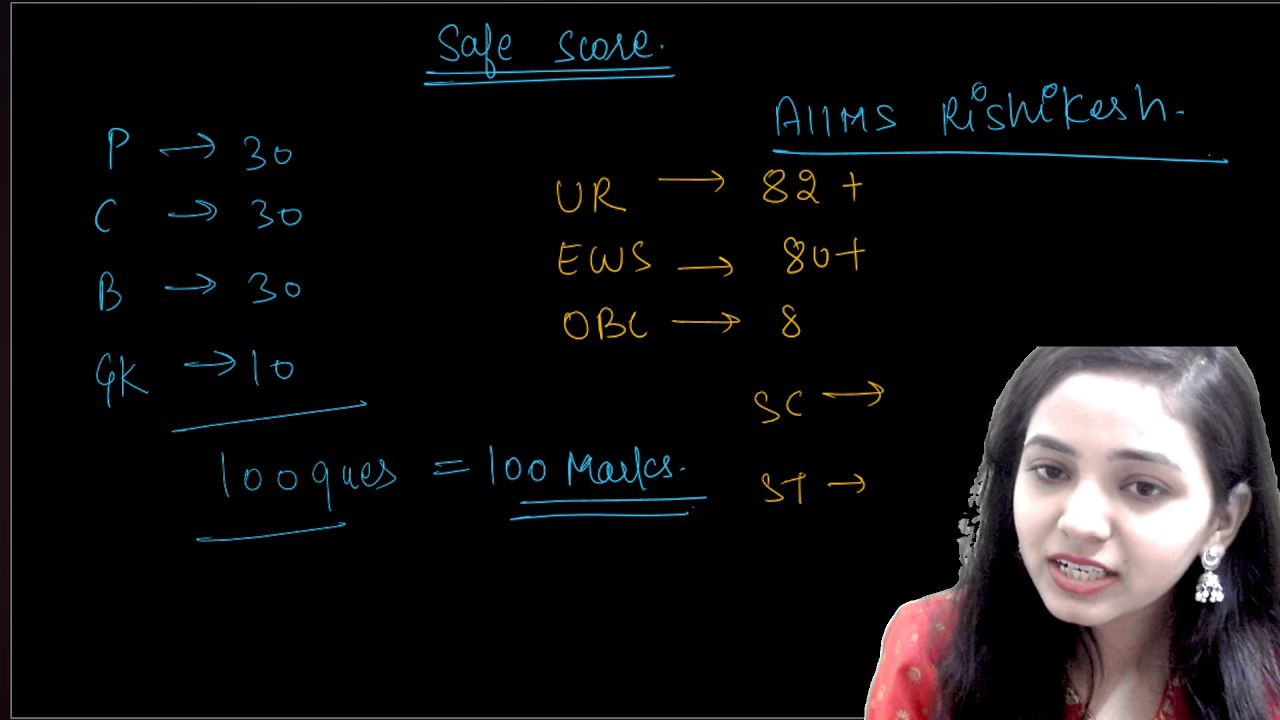 Safe score.
AIIMS Rishikesh.
P → 30
C → 30
B → 30
GK → 10
100 ques = 100 Marks.
UR → 82+
EWS → 80+
OBC → 8
SC →
ST →